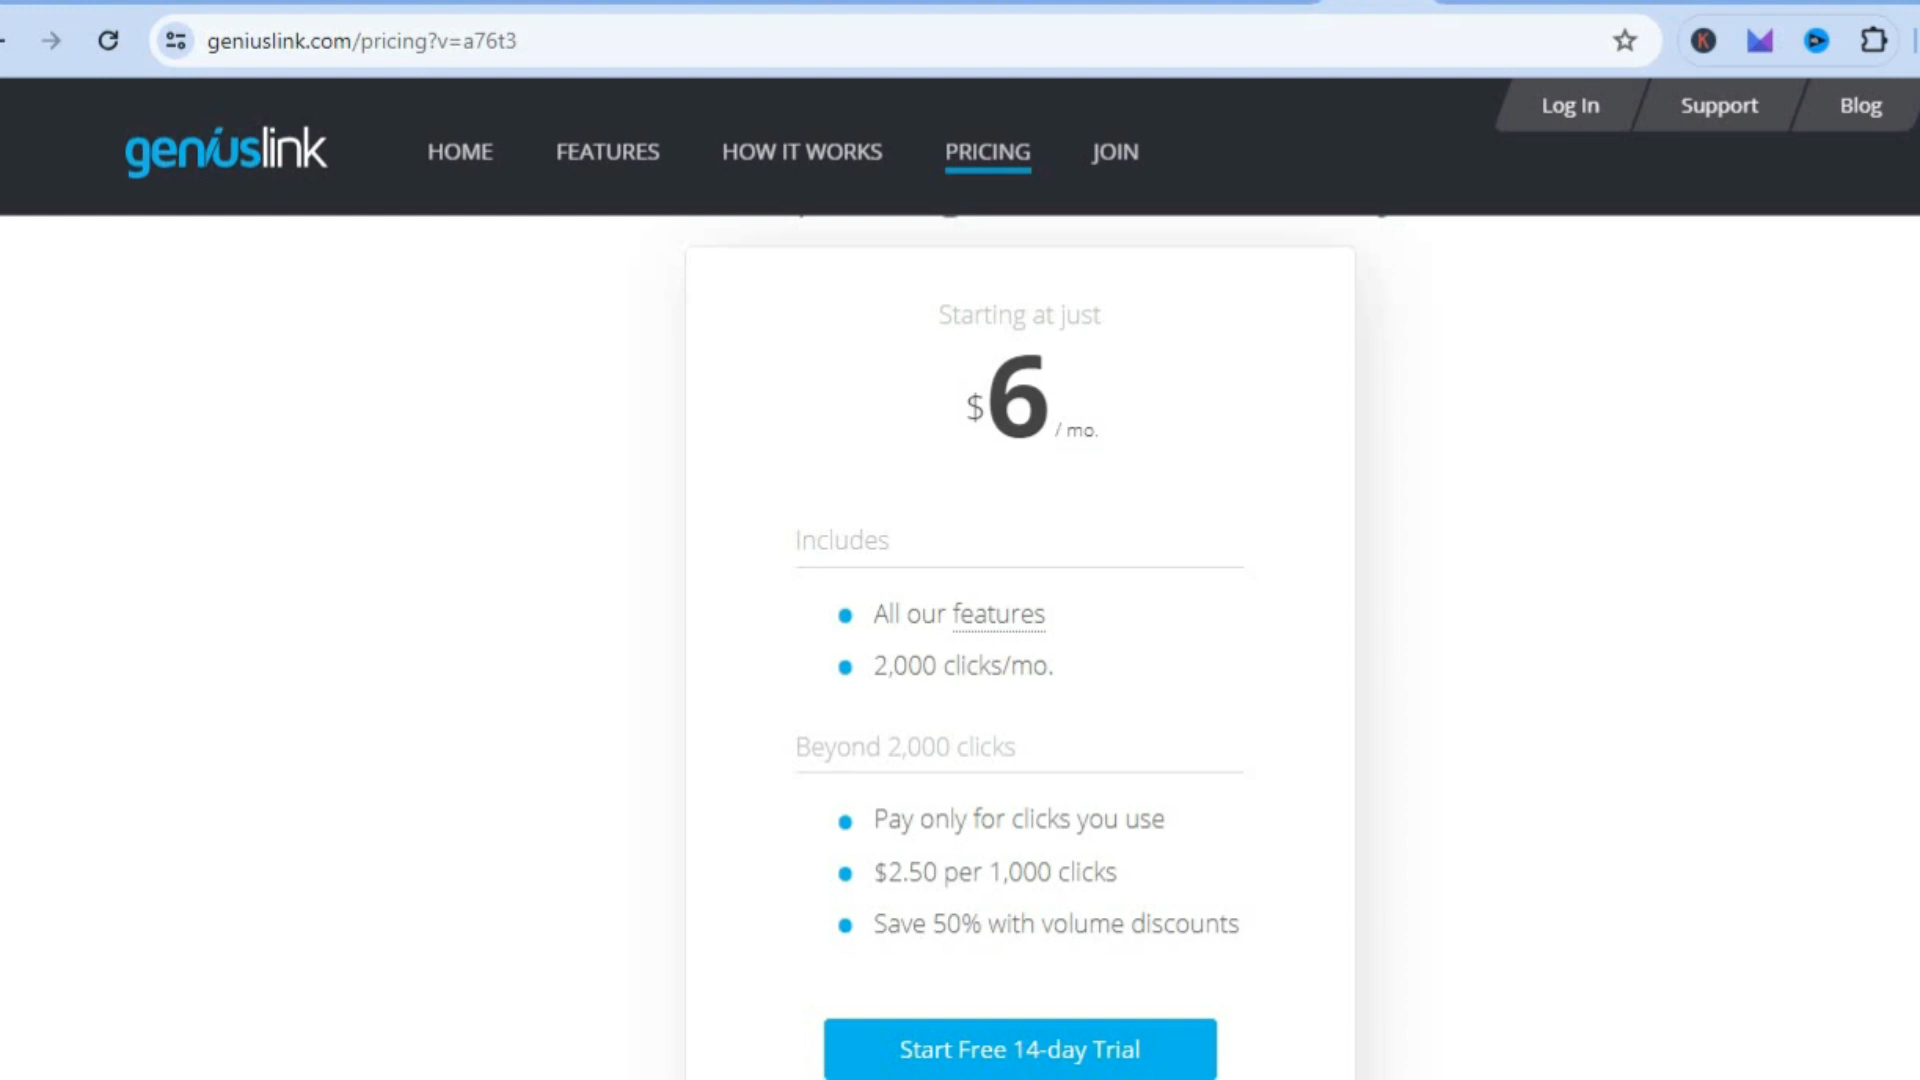 geniuslink.com/pricing?v=a76t3
Log In Support Blog
geniuslink HOME FEATURES HOW IT WORKS PRICING JOIN
Starting at just
$6 / mo.
Includes
All our features
2,000 clicks/mo.
Beyond 2,000 clicks
Pay only for clicks you use
$2.50 per 1,000 clicks
Save 50% with volume discounts
Start Free 14-day Trial